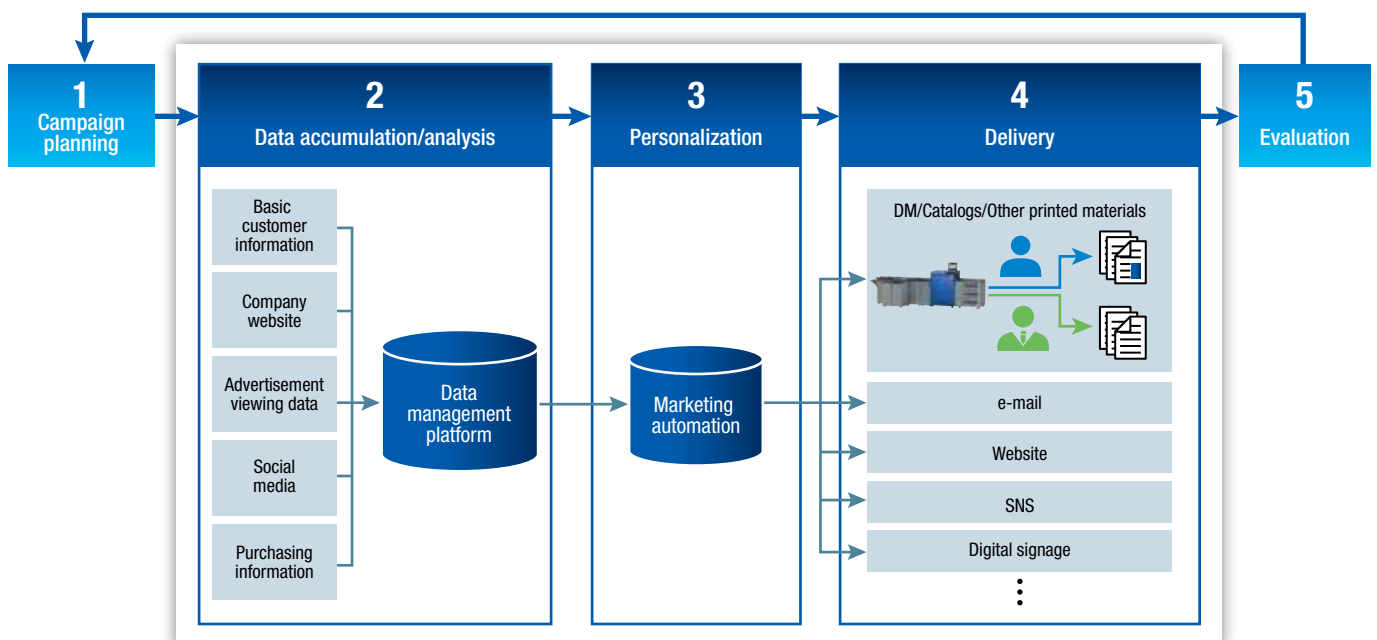 1
Campaign
planning
2
Data accumulation/analysis
Basic
customer
information
Company
website
Advertisement
viewing data
Social
media
Purchasing
information
Data
management
platform
3
Personalization
Marketing
automation
4
Delivery
DM/Catalogs/Other printed materials
e-mail
Website
SNS
Digital signage
5
Evaluation